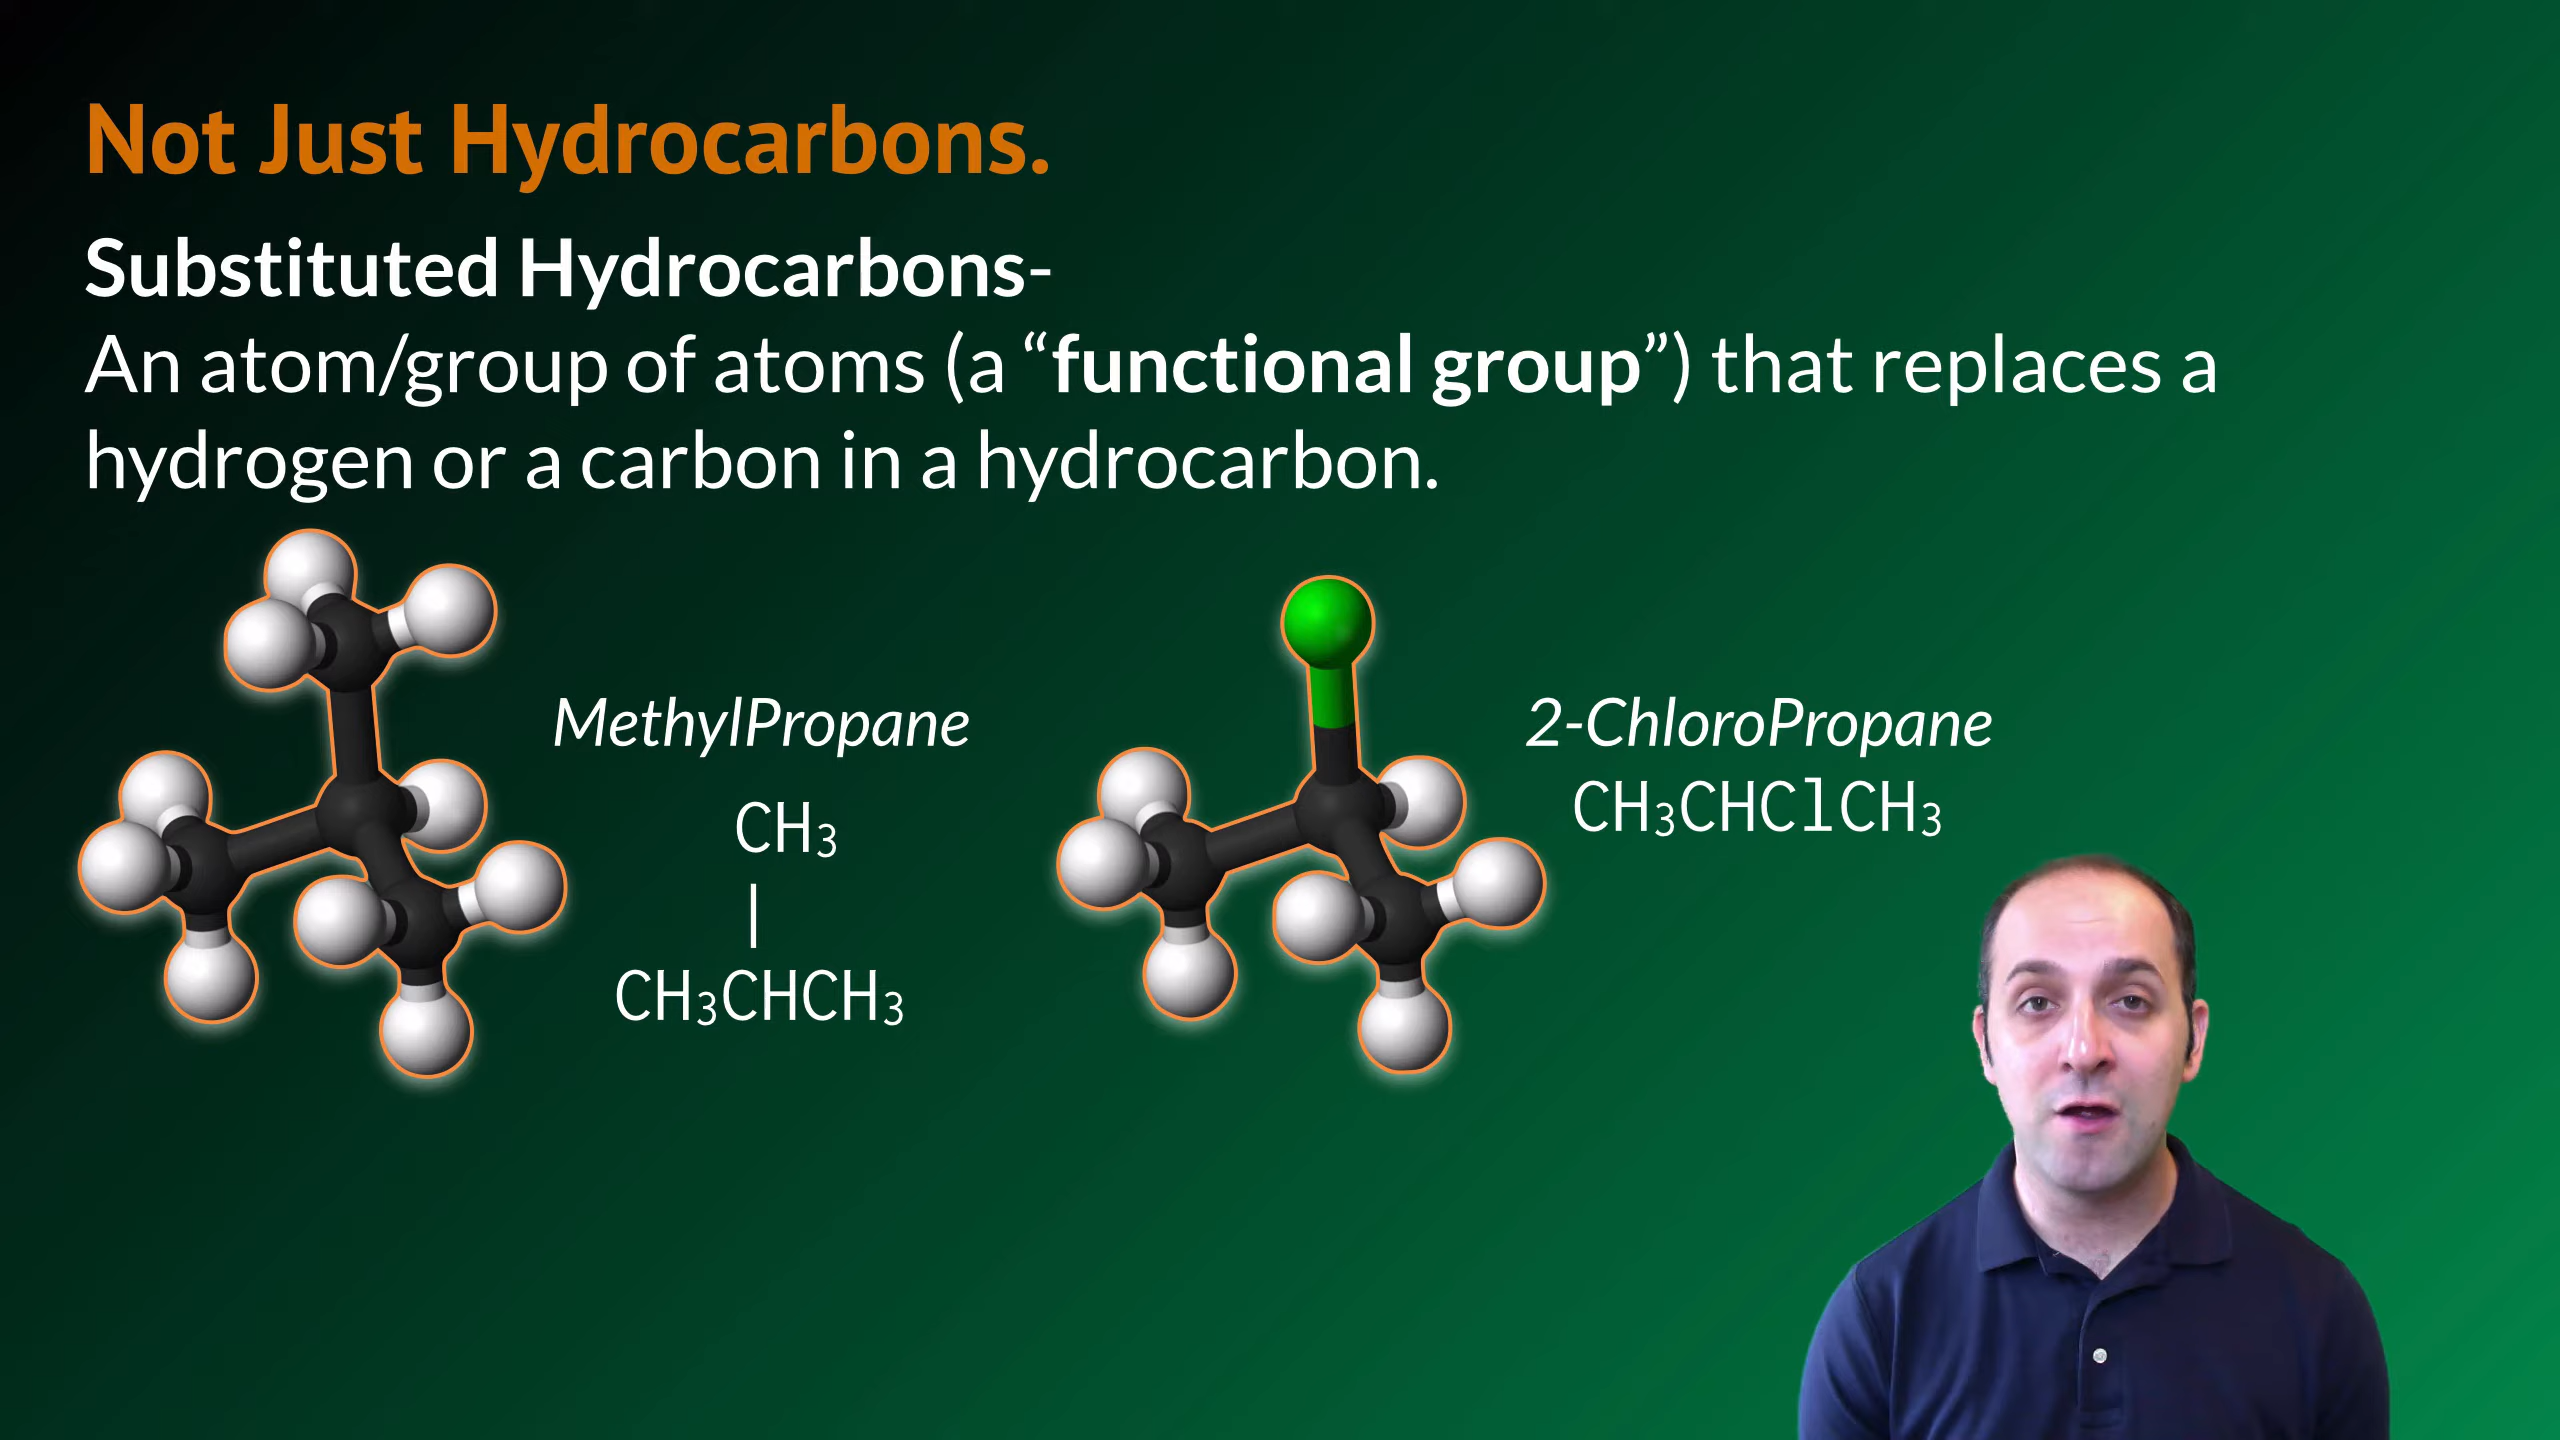 Not Just Hydrocarbons.
Substituted Hydrocarbons-
An atom/group of atoms (a “functional group”) that replaces a
hydrogen or a carbon in a hydrocarbon.
MethylPropane
CH₃
|
CH₃CHCH₃
2-ChloroPropane
CH₃CHClCH₃